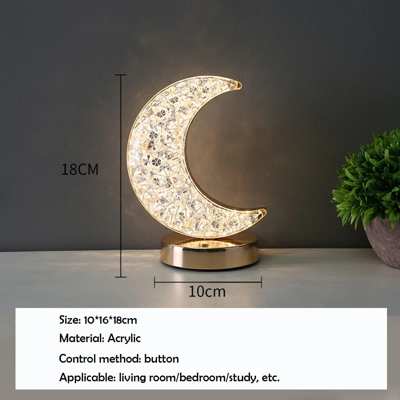 18CM
10cm
Size: 10*16*18cm
Material: Acrylic
Control method: button
Applicable: living room/bedroom/study, etc.